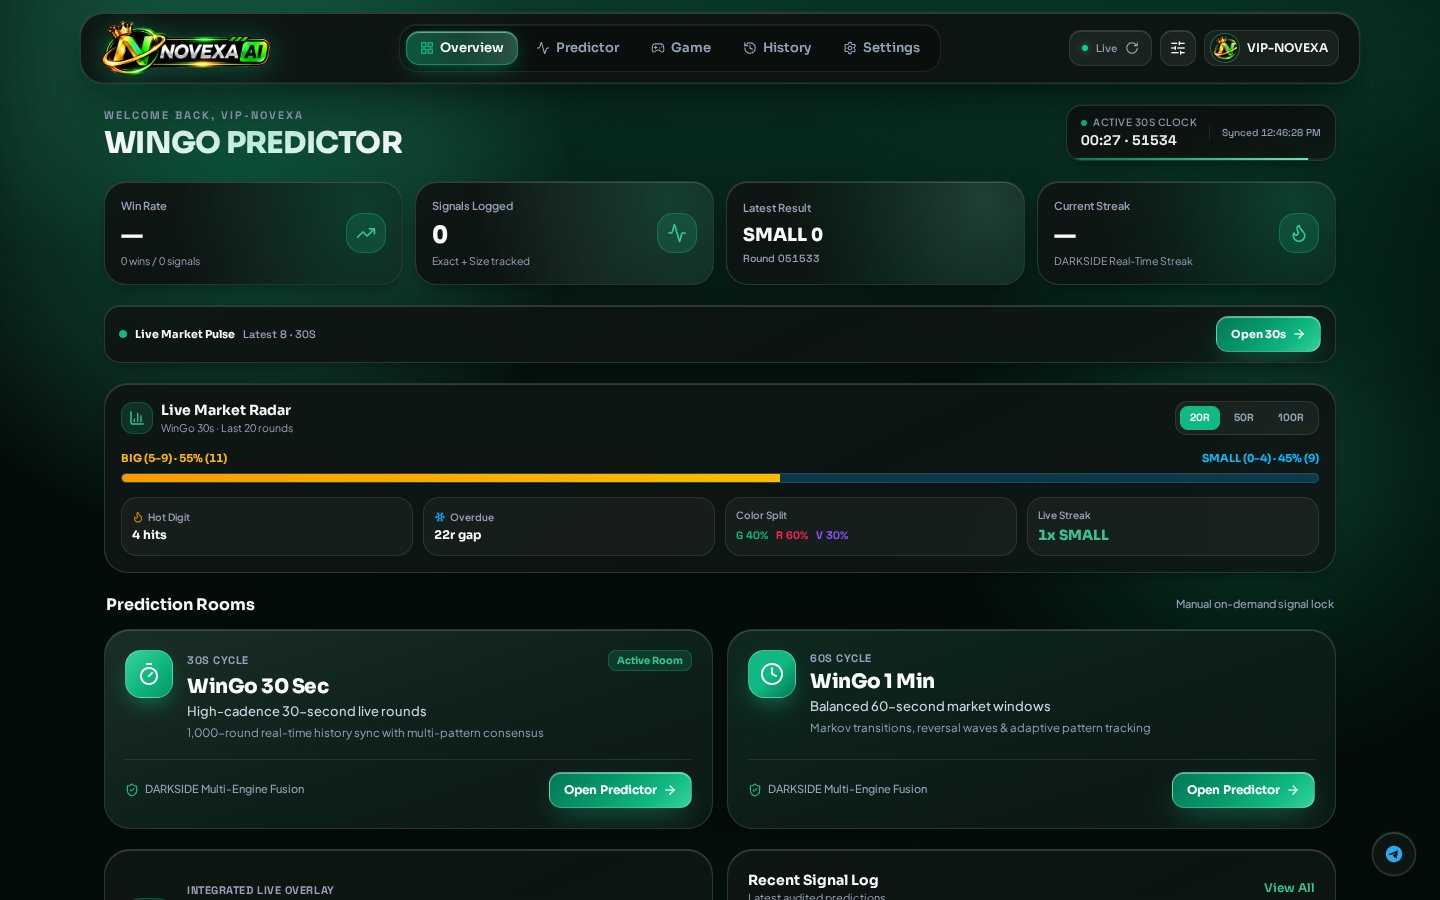 N NOVEXA AI
Overview
Predictor
Game
History
Settings
Live
VIP-NOVEXA
WELCOME BACK, VIP-NOVEXA
WINGO PREDICTOR
ACTIVE 30S CLOCK
00:27 · 51534
Synced 12:46:28 PM
Win Rate
—
0 wins / 0 signals
Signals Logged
0
Exact + Size tracked
Latest Result
SMALL 0
Round 051533
Current Streak
—
DARKSIDE Real-Time Streak
Live Market Pulse Latest 8 · 30S
Open 30s →
Live Market Radar
WinGo 30s · Last 20 rounds
20R 50R 100R
BIG (5–9) · 55% (11)
SMALL (0–4) · 45% (9)
Hot Digit
4 hits
Overdue
22r gap
Color Split
G 40% R 60% V 30%
Live Streak
1x SMALL
Prediction Rooms
Manual on-demand signal lock
30S CYCLE
Active Room
WinGo 30 Sec
High-cadence 30-second live rounds
1,000-round real-time history sync with multi-pattern consensus
DARKSIDE Multi-Engine Fusion
Open Predictor →
60S CYCLE
WinGo 1 Min
Balanced 60-second market windows
Markov transitions, reversal waves & adaptive pattern tracking
DARKSIDE Multi-Engine Fusion
Open Predictor →
INTEGRATED LIVE OVERLAY
Recent Signal Log
Latest audited predictions
View All